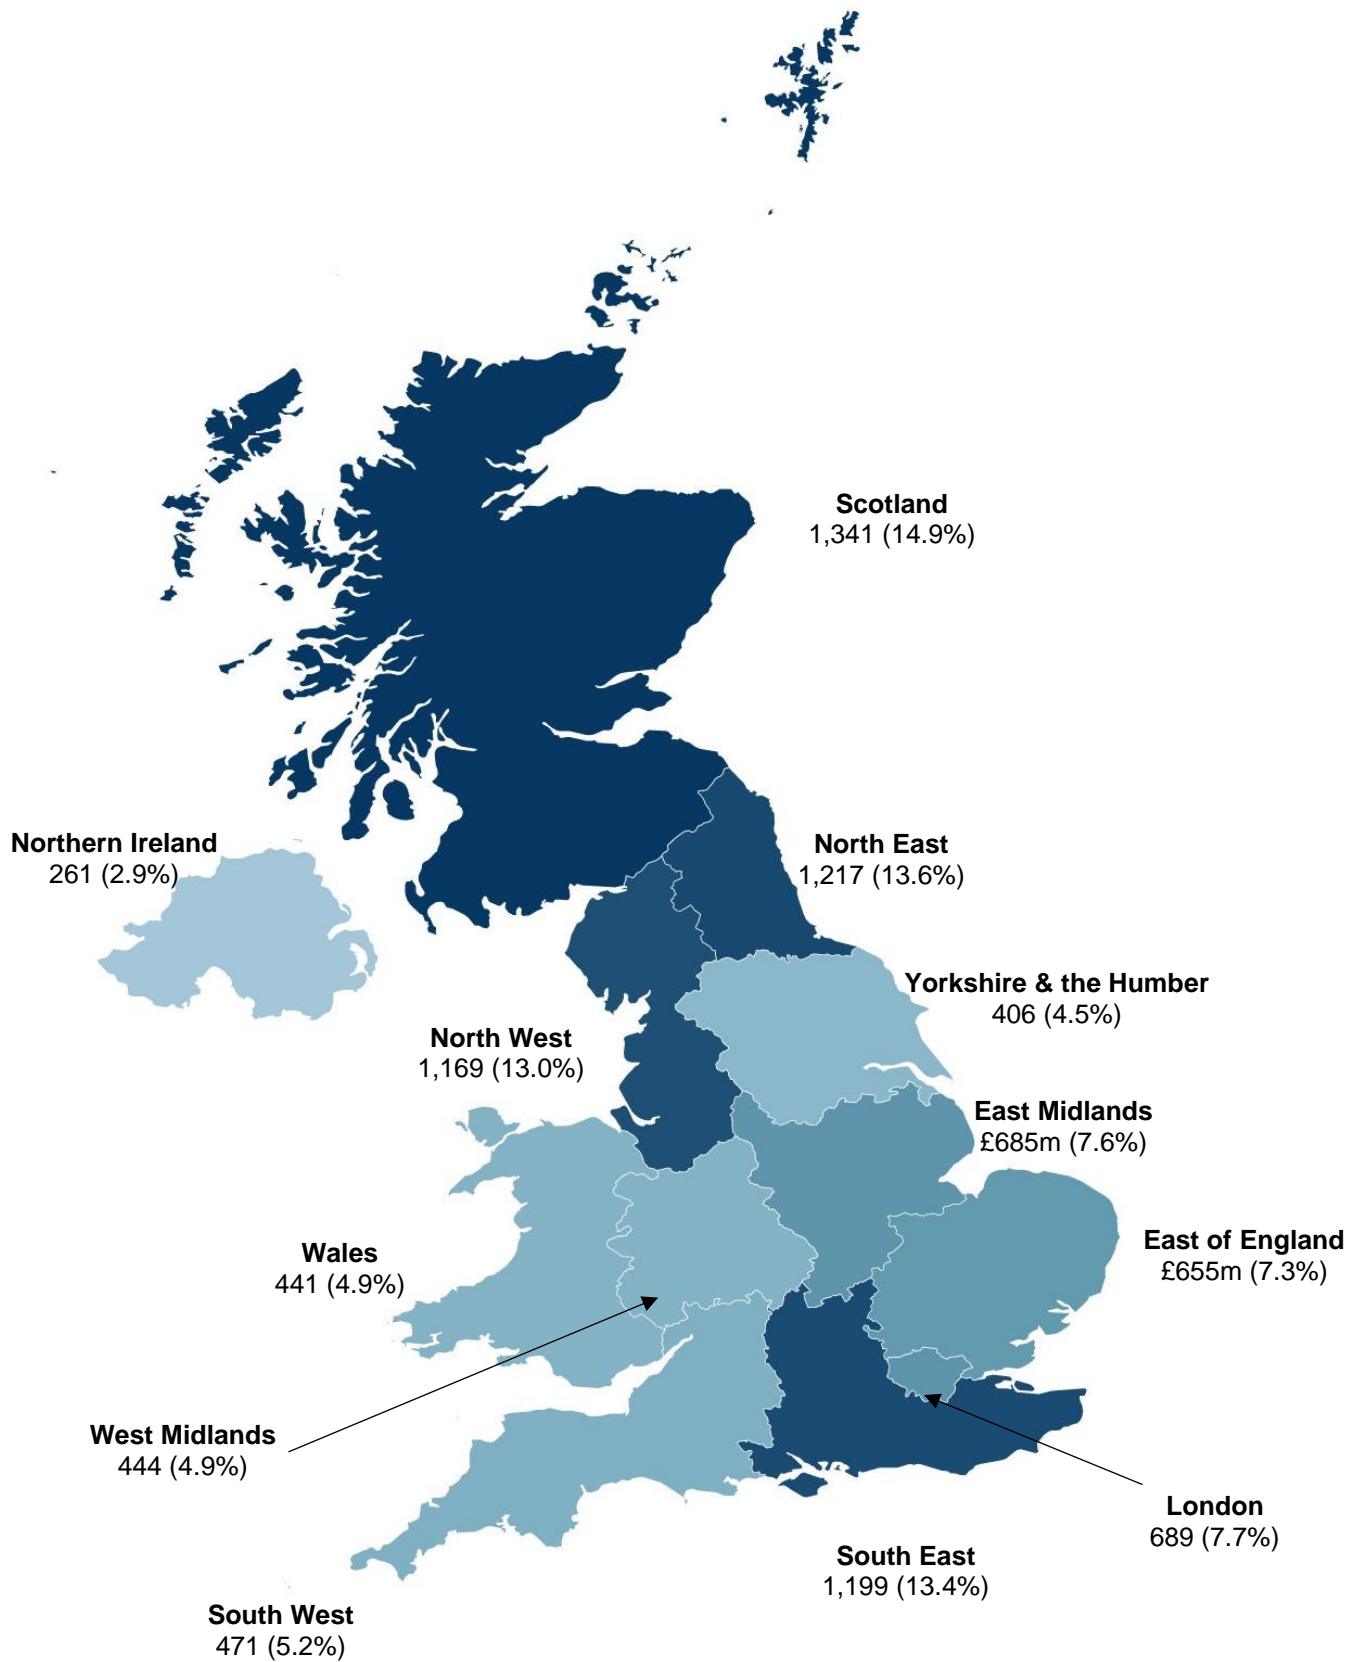 Scotland
1,341 (14.9%)
Northern Ireland
261 (2.9%)
North East
1,217 (13.6%)
Yorkshire & the Humber
406 (4.5%)
North West
1,169 (13.0%)
East Midlands
£685m (7.6%)
Wales
441 (4.9%)
East of England
£655m (7.3%)
West Midlands
444 (4.9%)
London
689 (7.7%)
South East
1,199 (13.4%)
South West
471 (5.2%)